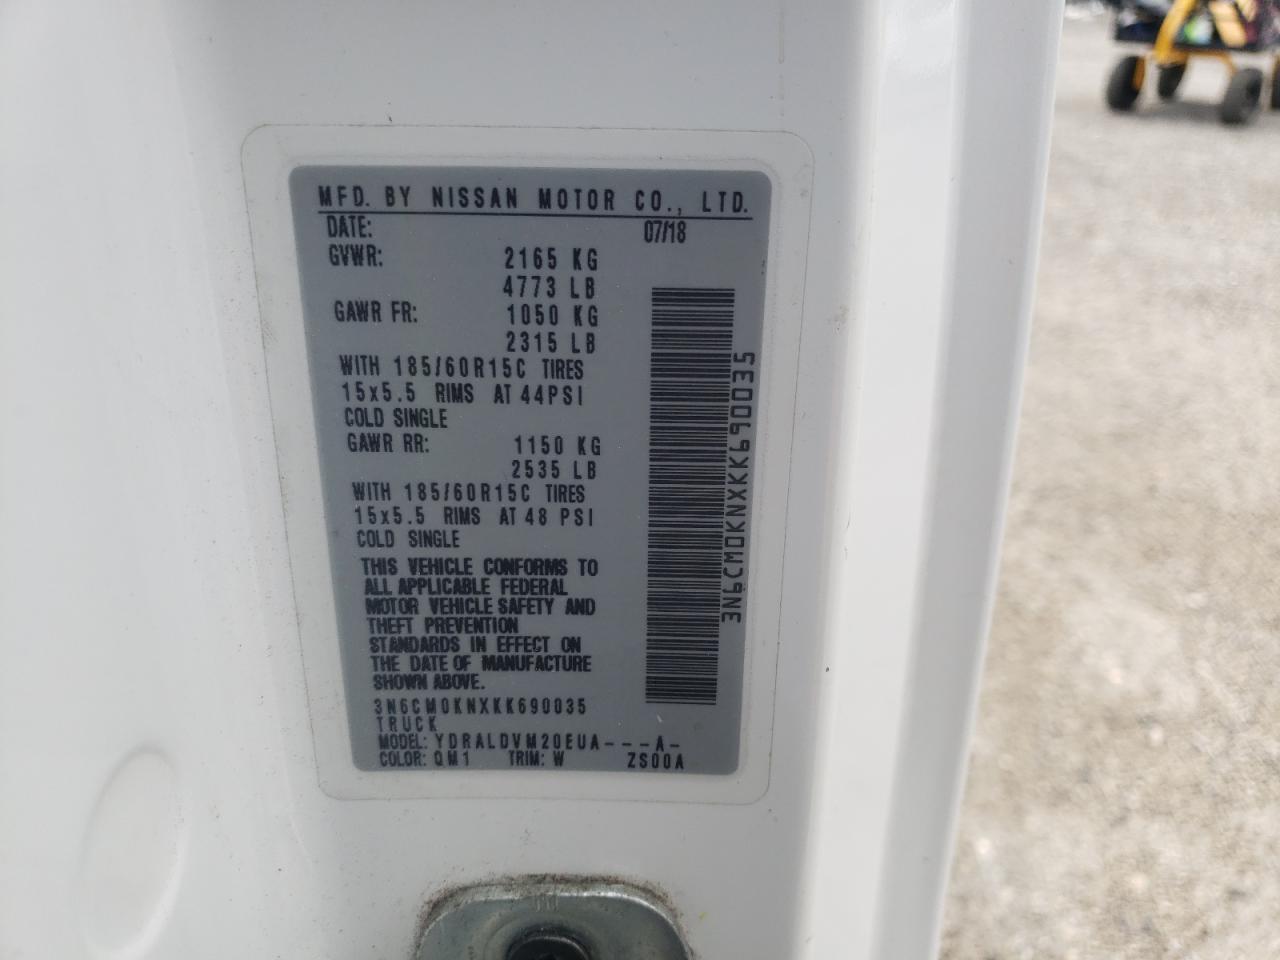 MFD. BY NISSAN MOTOR CO., LTD.
DATE: 07/18
GVWR: 2165 KG
4773 LB
GAWR FR: 1050 KG
2315 LB
WITH 185/60R15C TIRES
15x5.5 RIMS AT 44PSI
COLD SINGLE
GAWR RR: 1150 KG
2535 LB
WITH 185/60R15C TIRES
15x5.5 RIMS AT 48 PSI
COLD SINGLE
THIS VEHICLE CONFORMS TO
ALL APPLICABLE FEDERAL
MOTOR VEHICLE SAFETY AND
THEFT PREVENTION
STANDARDS IN EFFECT ON
THE DATE OF MANUFACTURE
SHOWN ABOVE.
3N6CM0KNXKK690035
TRUCK
MODEL: YDRALDVM20EUA---A-
COLOR: QM1 TRIM: W ZS00A
3N6CM0KNXKK690035